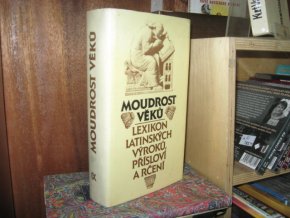 MOUDROST
VĚKŮ
LEXIKON
LATINSKÝCH
VÝROKŮ,
PŘÍSLOVÍ
A RČENÍ
MOUDROST VĚKŮ